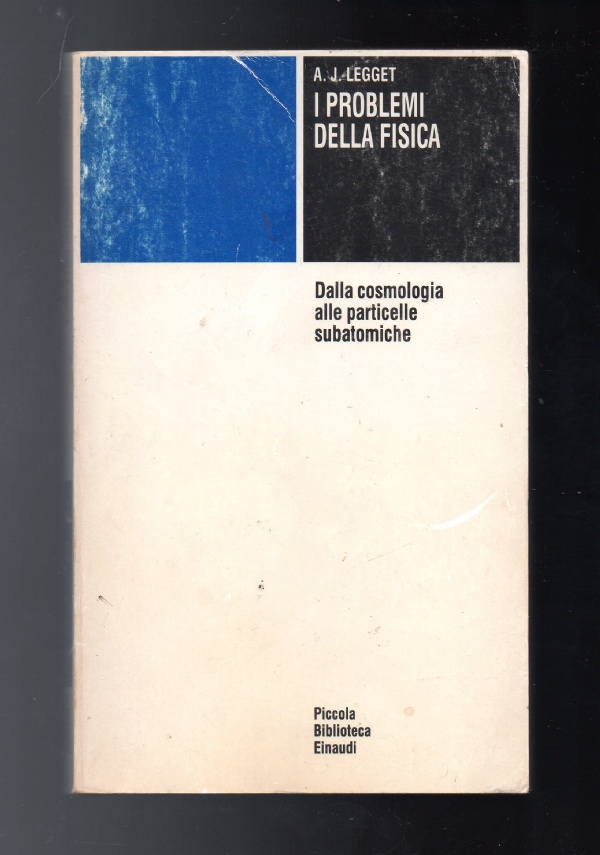 A. J. LEGGET
I PROBLEMI
DELLA FISICA
Dalla cosmologia
alle particelle
subatomiche
Piccola
Biblioteca
Einaudi